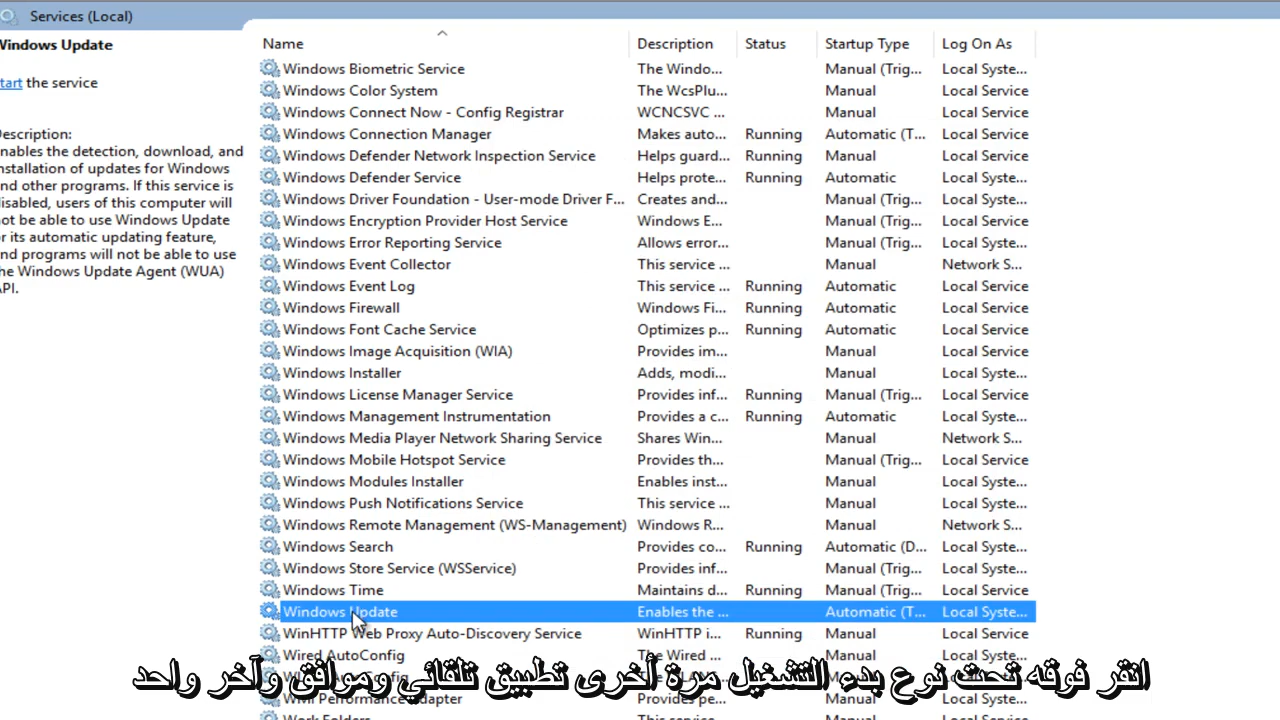 Services (Local)
Windows Update
tart the service
escription:
nables the detection, download, and
nstallation of updates for Windows
nd other programs. If this service is
isabled, users of this computer will
ot be able to use Windows Update
r its automatic updating feature,
nd programs will not be able to use
he Windows Update Agent (WUA)
API.
Name Description Status Startup Type Log On As
Windows Biometric Service The Windo... Manual (Trig... Local Syste...
Windows Color System The WcsPlu... Manual Local Service
Windows Connect Now - Config Registrar WCNCSVC ... Manual Local Service
Windows Connection Manager Makes auto... Running Automatic (T... Local Service
Windows Defender Network Inspection Service Helps guard... Running Manual Local Service
Windows Defender Service Helps prote... Running Automatic Local Syste...
Windows Driver Foundation - User-mode Driver F... Creates and... Manual (Trig... Local Syste...
Windows Encryption Provider Host Service Windows E... Manual (Trig... Local Service
Windows Error Reporting Service Allows error... Manual (Trig... Local Syste...
Windows Event Collector This service ... Manual Network S...
Windows Event Log This service ... Running Automatic Local Service
Windows Firewall Windows Fi... Running Automatic Local Service
Windows Font Cache Service Optimizes p... Running Automatic Local Service
Windows Image Acquisition (WIA) Provides im... Manual Local Service
Windows Installer Adds, modi... Manual Local Syste...
Windows License Manager Service Provides inf... Running Manual (Trig... Local Service
Windows Management Instrumentation Provides a c... Running Automatic Local Syste...
Windows Media Player Network Sharing Service Shares Win... Manual Network S...
Windows Mobile Hotspot Service Provides th... Manual (Trig... Local Service
Windows Modules Installer Enables inst... Manual Local Syste...
Windows Push Notifications Service This service ... Manual Local Syste...
Windows Remote Management (WS-Management) Windows R... Manual Network S...
Windows Search Provides co... Running Automatic (D... Local Syste...
Windows Store Service (WSService) Provides inf... Manual (Trig... Local Syste...
Windows Time Maintains d... Running Manual (Trig... Local Service
Windows Update Enables the ... Automatic (T... Local Syste...
WinHTTP Web Proxy Auto-Discovery Service WinHTTP i... Running Manual Local Service
Wired AutoConfig The Wired ... Manual Local Syste...
انقر فوقه تحت نوع بدء التشغيل مرة أخرى تطبيق تلقائي وموافق وآخر واحد
WMI Performance Adapter Provides pe... Manual Local Syste...
Work Folders This service ... Manual Local Service